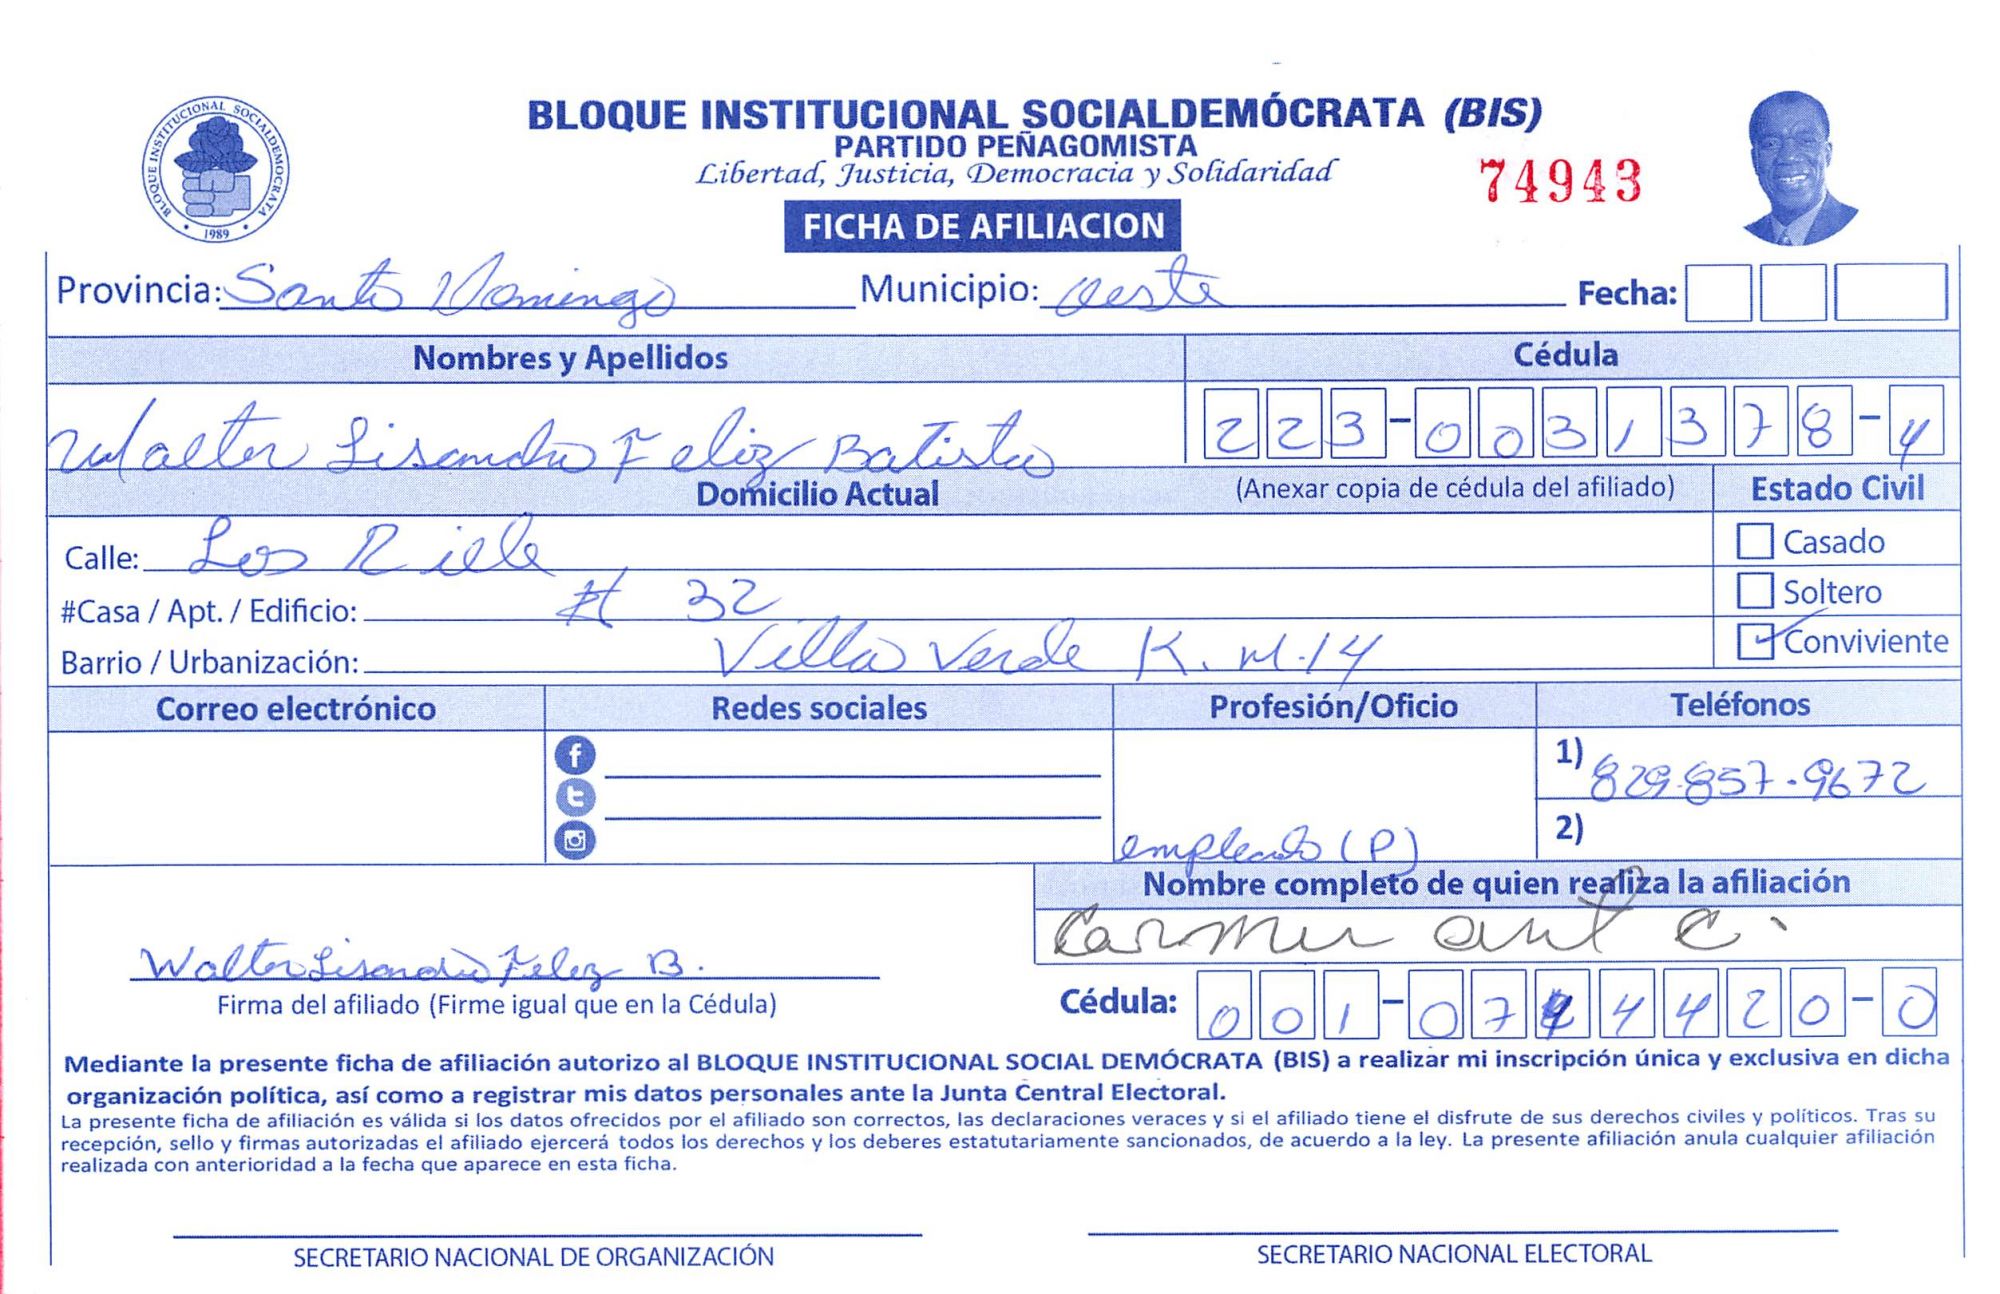 BLOQUE INSTITUCIONAL SOCIALDEMÓCRATA (BIS)
PARTIDO PEÑAGOMISTA
Libertad, Justicia, Democracia y Solidaridad
74943
BLOQUE INSTITUCIONAL SOCIALDEMOCRATA
1989
FICHA DE AFILIACION
Provincia: Santo Domingo Municipio: Oeste Fecha:
Nombres y Apellidos Cédula
Walter Lisandro Feliz Batista 223-0031378-4
Domicilio Actual (Anexar copia de cédula del afiliado) Estado Civil
Calle: Los Casado
#Casa / Apt. / Edificio: # 32 Soltero
Barrio / Urbanización: Villa Verde K.M.14 Conviviente
Correo electrónico Redes sociales Profesión/Oficio Teléfonos
1) 829-857-9672
2)
empleado (P)
Nombre completo de quien realiza la afiliación
Carmen C.
Walter Lisandro Feliz B.
Firma del afiliado (Firme igual que en la Cédula) Cédula: 001-0744420-0
Mediante la presente ficha de afiliación autorizo al BLOQUE INSTITUCIONAL SOCIAL DEMÓCRATA (BIS) a realizar mi inscripción única y exclusiva en dicha
organización política, así como a registrar mis datos personales ante la Junta Central Electoral.
La presente ficha de afiliación es válida si los datos ofrecidos por el afiliado son correctos, las declaraciones veraces y si el afiliado tiene el disfrute de sus derechos civiles y políticos. Tras su
recepción, sello y firmas autorizadas el afiliado ejercerá todos los derechos y los deberes estatutariamente sancionados, de acuerdo a la ley. La presente afiliación anula cualquier afiliación
realizada con anterioridad a la fecha que aparece en esta ficha.
SECRETARIO NACIONAL DE ORGANIZACIÓN SECRETARIO NACIONAL ELECTORAL